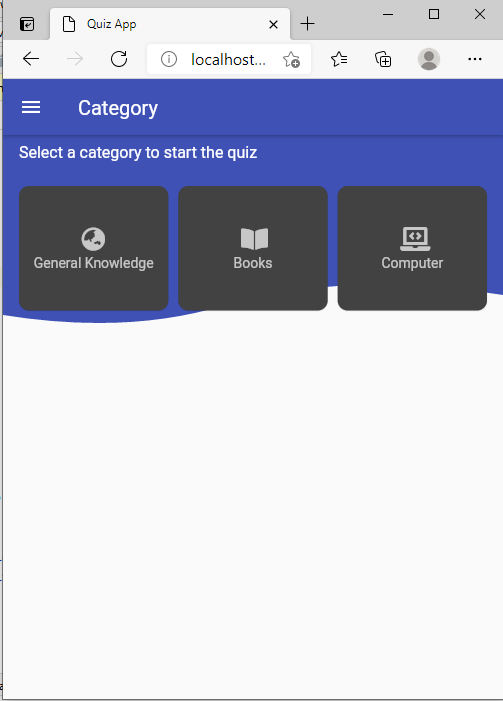 Quiz App
localhost...
Category
Select a category to start the quiz
General Knowledge
Books
Computer